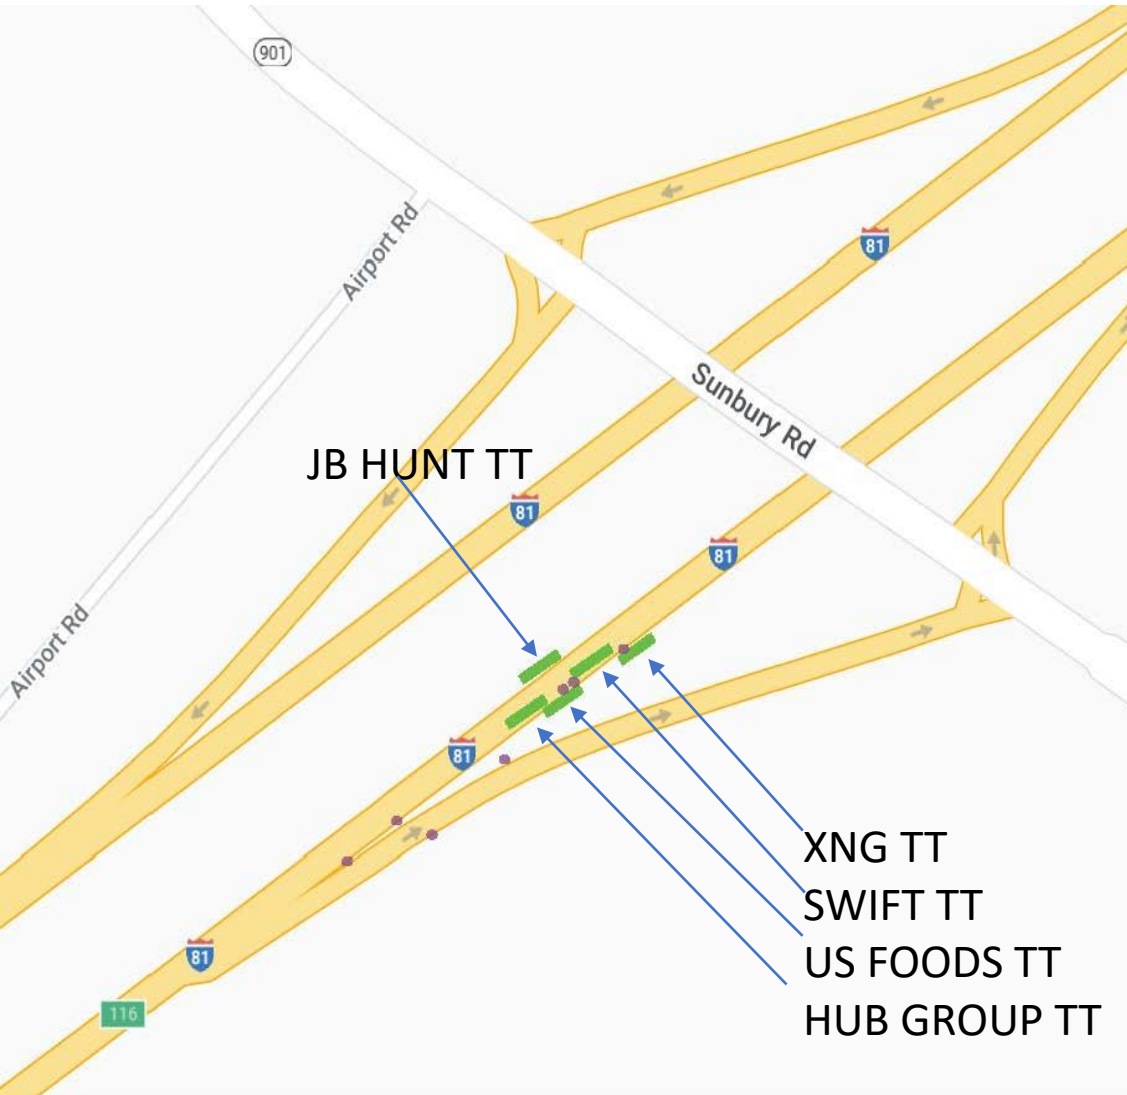 901
Airport Rd
81
Sunbury Rd
JB HUNT TT
81
81
Airport Rd
81
XNG TT
SWIFT TT
US FOODS TT
81
116
HUB GROUP TT